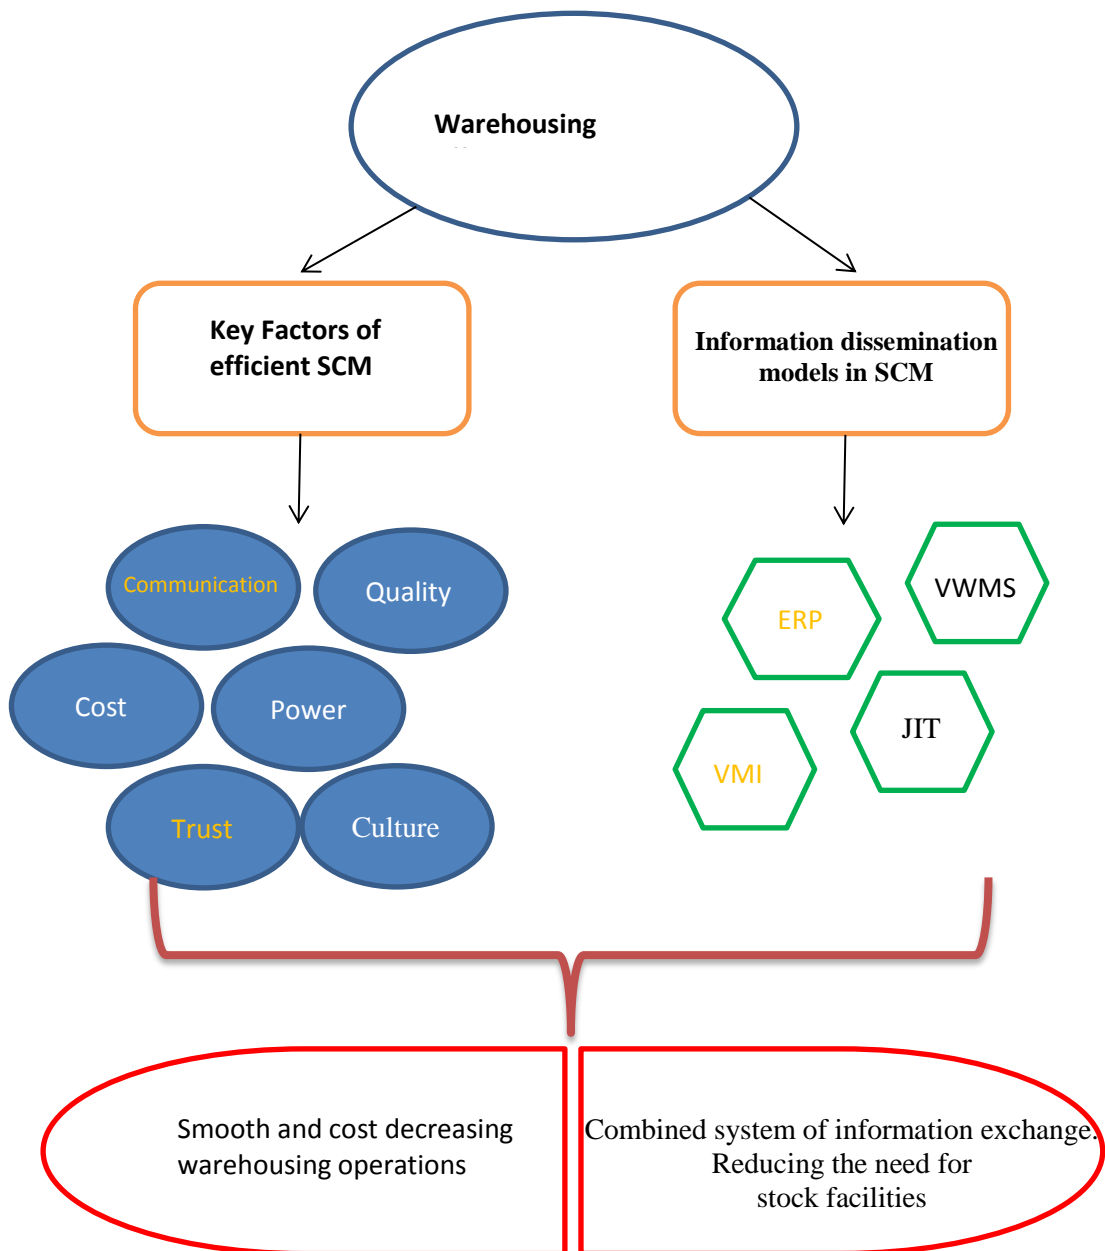 Warehousing
Key Factors of
efficient SCM
Information dissemination
models in SCM
Communication
Quality
Cost
Power
Trust
Culture
ERP
VWMS
VMI
JIT
Smooth and cost decreasing
warehousing operations
Combined system of information exchange.
Reducing the need for
stock facilities